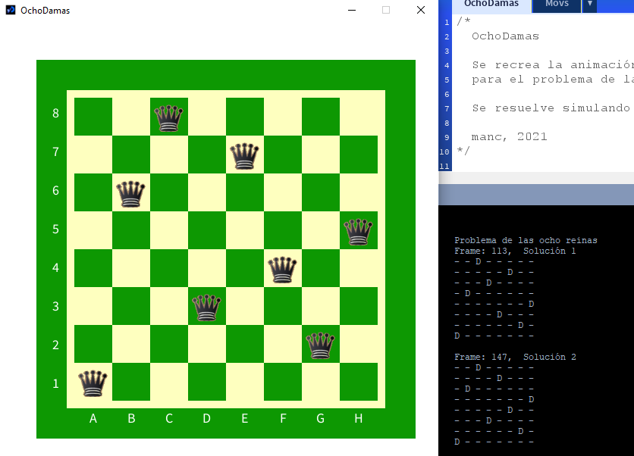 OchoDamas
8
7
6
5
4
3
2
1
A B C D E F G H
OchoDamas Movs
1 /*
2 OchoDamas
3
4 Se recrea la animación
5 para el problema de la
6
7 Se resuelve simulando
8
9 manc, 2021
10 */
11
Problema de las ocho reinas
Frame: 113, Solución 1
- - D - - - - -
- - - - - D - -
- - - D - - - -
- D - - - - - -
- - - - - - - D
- - - - D - - -
- - - - - - D -
D - - - - - - -
Frame: 147, Solución 2
- - D - - - - -
- - - - D - - -
- D - - - - - -
- - - - - - - D
- - - - - D - -
- - - D - - - -
- - - - - - D -
D - - - - - - -